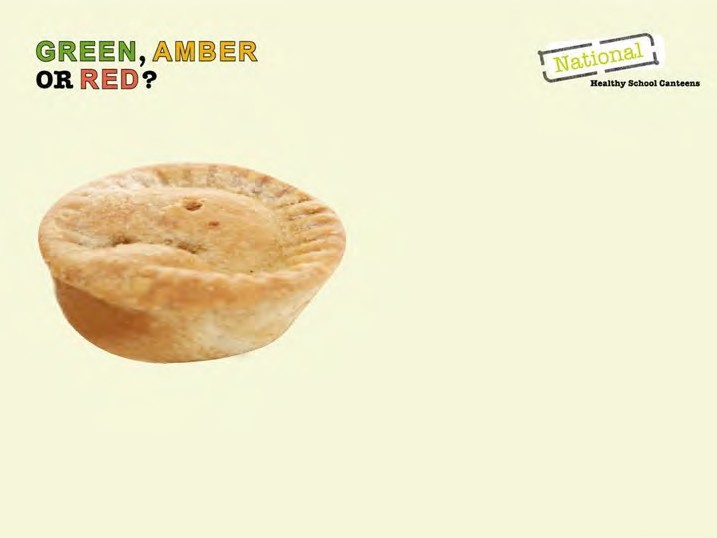 GREEN, AMBER
OR RED?
National
Healthy School Canteens